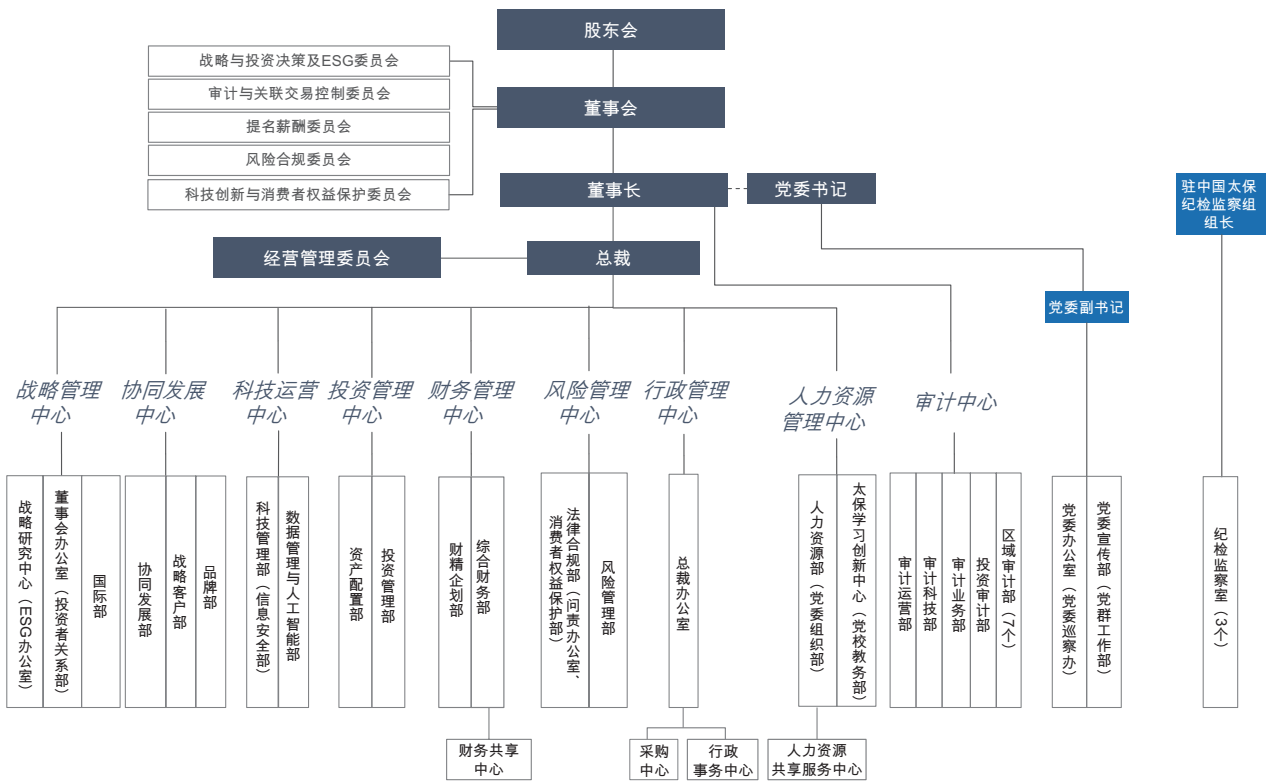 股东会
战略与投资决策及ESG委员会
审计与关联交易控制委员会
提名薪酬委员会
风险合规委员会
科技创新与消费者权益保护委员会
董事会
董事长
党委书记
驻中国太保
纪检监察组
组长
经营管理委员会
总裁
党委副书记
战略管理
中心
协同发展
中心
科技运营
中心
投资管理
中心
财务管理
中心
风险管理
中心
行政管理
中心
人力资源
管理中心
审计中心
战略研究中心（ESG办公室）
董事会办公室（投资者关系部）
国际部
协同发展部
战略客户部
品牌部
科技管理部（信息安全部）
数据管理与人工智能部
资产配置部
投资管理部
财精企划部
综合财务部
法律合规部（问责办公室、
消费者权益保护部）
风险管理部
总裁办公室
人力资源部（党委组织部）
太保学习创新中心（党校教务部）
审计运营部
审计科技部
审计业务部
投资审计部
区域审计部（7个）
党委办公室（党委巡察办）
党委宣传部（党群工作部）
纪检监察室（3个）
财务共享
中心
采购
中心
行政
事务中心
人力资源
共享服务中心